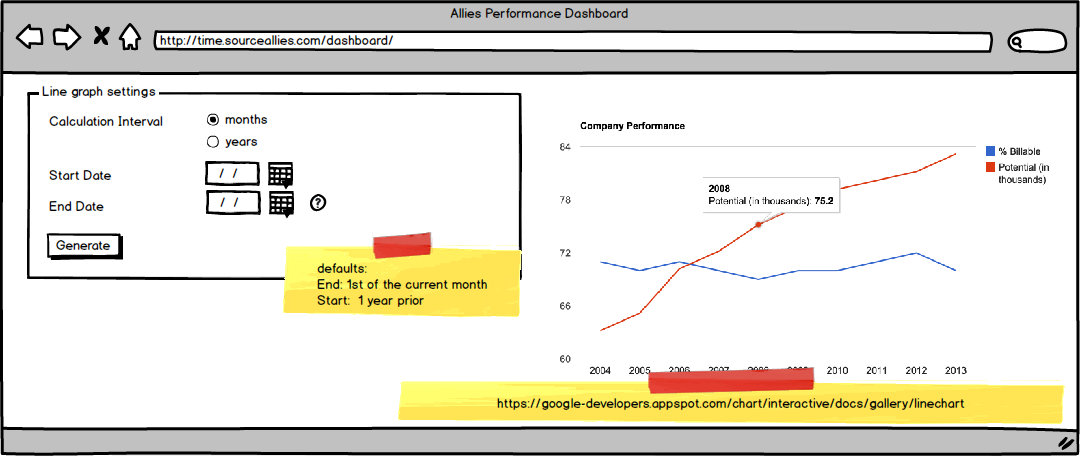 Allies Performance Dashboard
http://time.sourceallies.com/dashboard/
Line graph settings
Calculation Interval
months
years
Start Date
/ /
End Date
/ /
?
Generate
defaults:
End: 1st of the current month
Start: 1 year prior
Company Performance
84
78
72
66
60
% Billable
Potential (in
thousands)
2008
Potential (in thousands): 75.2
2004 2005 2006 2007 2008 2009 2010 2011 2012 2013
https://google-developers.appspot.com/chart/interactive/docs/gallery/linechart